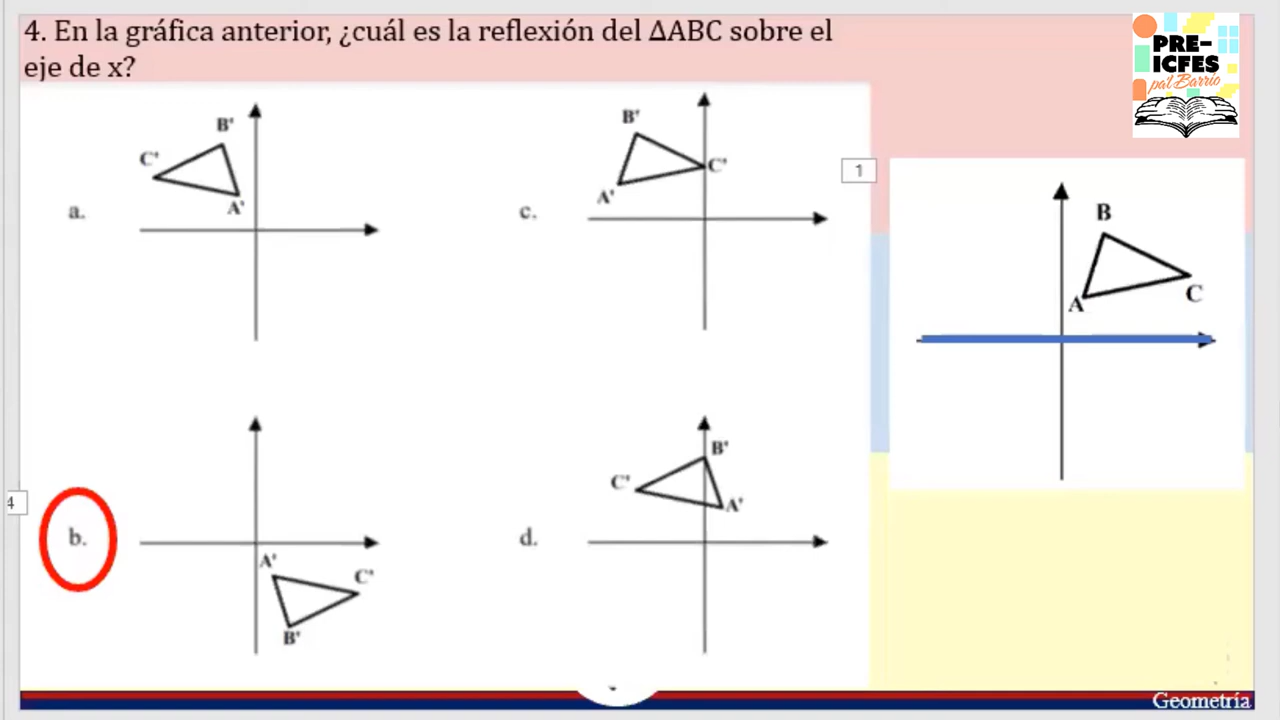 4. En la gráfica anterior, ¿cuál es la reflexión del ΔABC sobre el
eje de x?
PRE-
ICFES
pa'l Barrio
B'
C'
A'
a.
B'
C'
A'
c.
1
B
A
C
4
b.
A'
C'
B'
d.
B'
C'
A'
Geometría